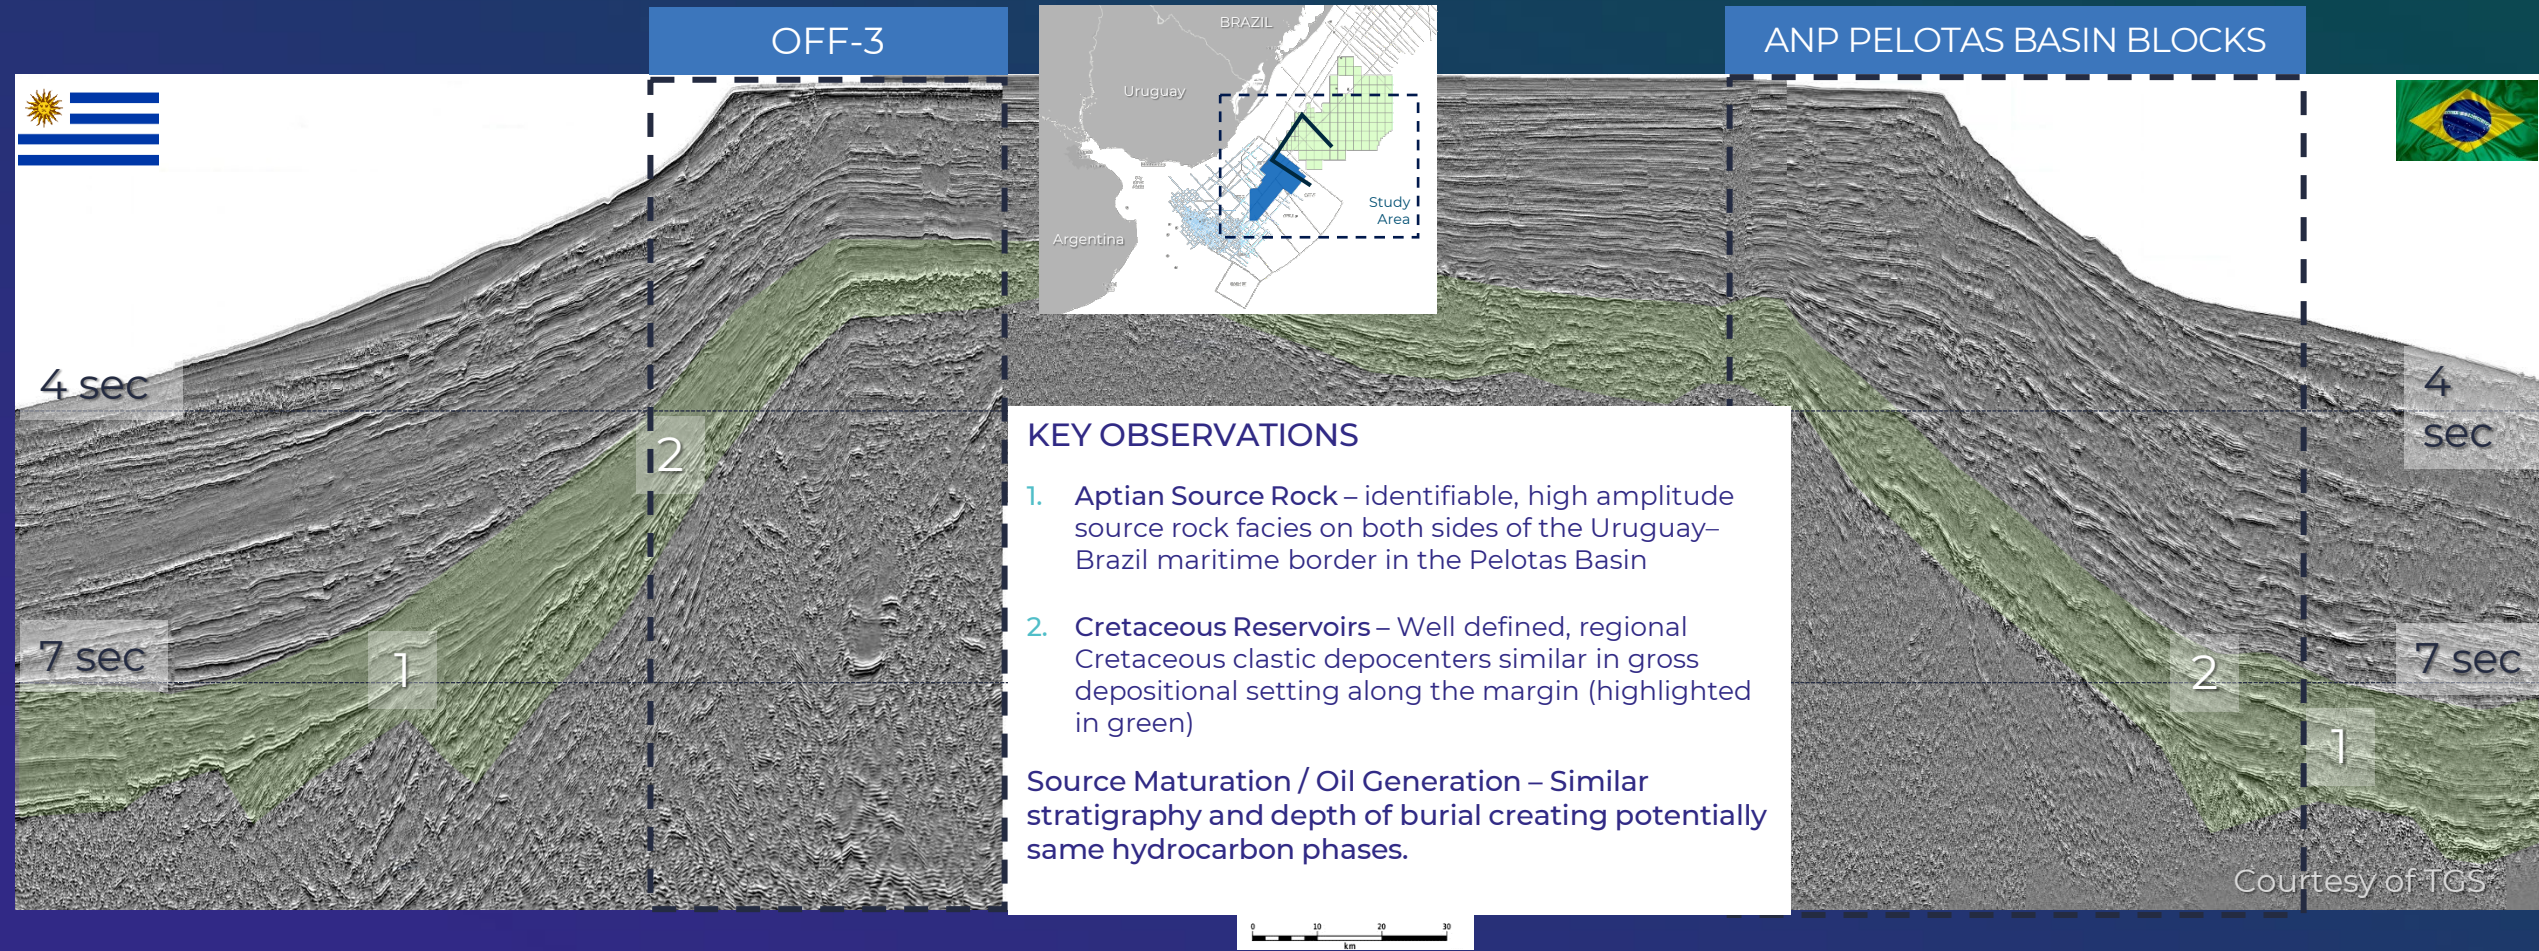 OFF-3
ANP PELOTAS BASIN BLOCKS
BRAZIL
Uruguay
Argentina
Study
Area
4 sec
7 sec
2
1
4
sec
7 sec
2
1
KEY OBSERVATIONS
1. Aptian Source Rock – identifiable, high amplitude
source rock facies on both sides of the Uruguay–
Brazil maritime border in the Pelotas Basin
2. Cretaceous Reservoirs – Well defined, regional
Cretaceous clastic depocenters similar in gross
depositional setting along the margin (highlighted
in green)
Source Maturation / Oil Generation – Similar
stratigraphy and depth of burial creating potentially
same hydrocarbon phases.
Courtesy of TGS
0 10 20 30
km